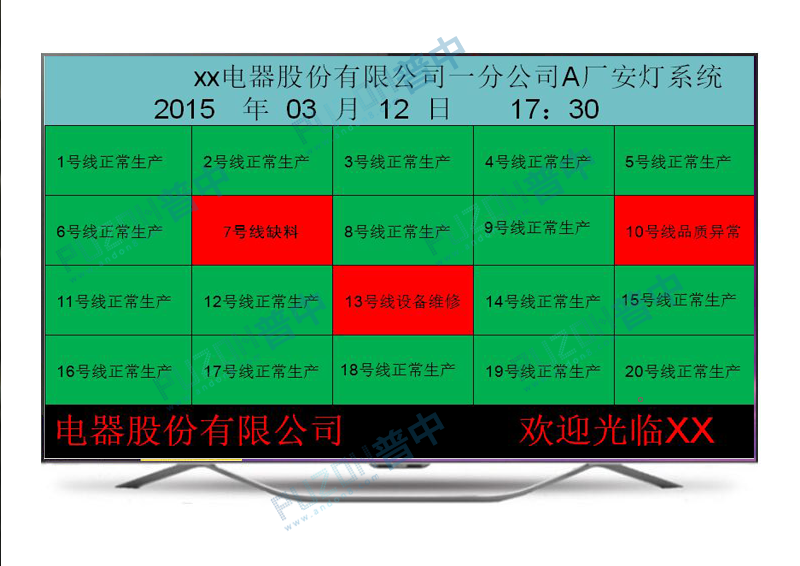 xx电器股份有限公司一分公司A厂安灯系统
2015 年 03 月 12 日 17：30
1号线正常生产 2号线正常生产 3号线正常生产 4号线正常生产 5号线正常生产
6号线正常生产 7号线缺料 8号线正常生产 9号线正常生产 10号线品质异常
11号线正常生产 12号线正常生产 13号线设备维修 14号线正常生产 15号线正常生产
16号线正常生产 17号线正常生产 18号线正常生产 19号线正常生产 20号线正常生产
电器股份有限公司 欢迎光临XX
PUZOH普中